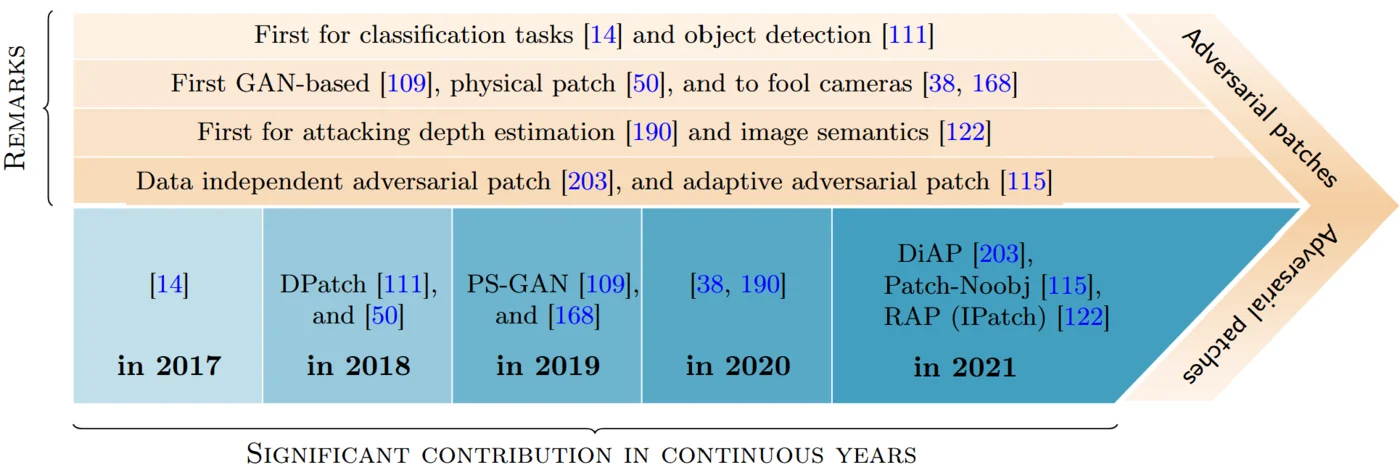 REMARKS
First for classification tasks [14] and object detection [111]
First GAN-based [109], physical patch [50], and to fool cameras [38, 168]
First for attacking depth estimation [190] and image semantics [122]
Data independent adversarial patch [203], and adaptive adversarial patch [115]
Adversarial patches
[14]
in 2017
DPatch [111],
and [50]
in 2018
PS-GAN [109],
and [168]
in 2019
[38, 190]
in 2020
DiAP [203],
Patch-Noobj [115],
RAP (IPatch) [122]
in 2021
Adversarial patches
SIGNIFICANT CONTRIBUTION IN CONTINUOUS YEARS